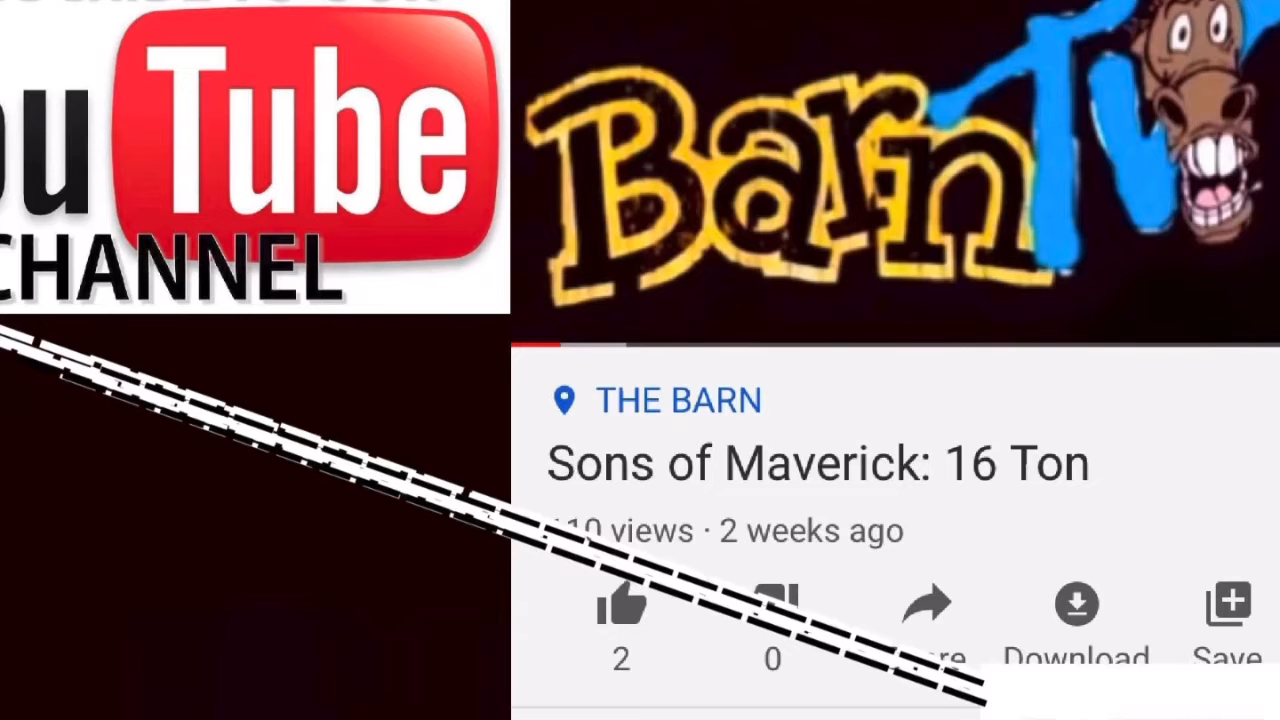 ou Tube
CHANNEL
BarnTV
THE BARN
Sons of Maverick: 16 Ton
views · 2 weeks ago
2
0
Download
Save